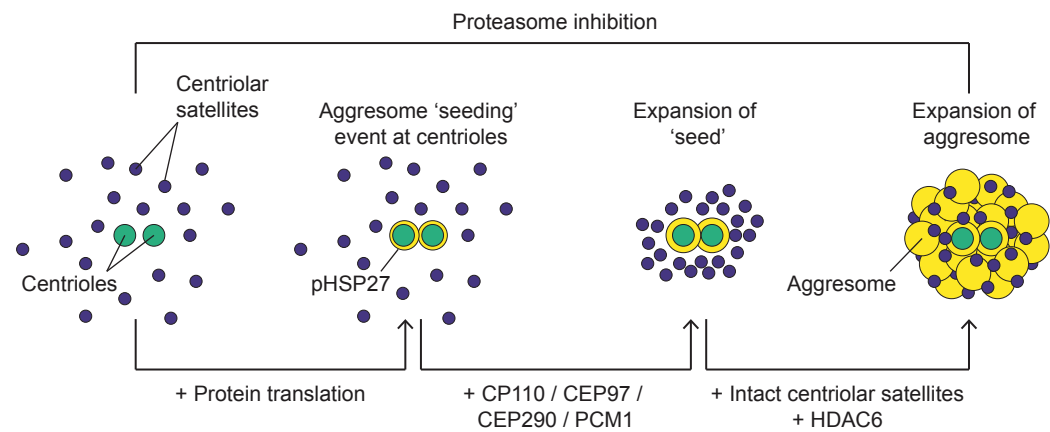 Proteasome inhibition
Centriolar
satellites
Aggresome ‘seeding’
event at centrioles
Expansion of
‘seed’
Expansion of
aggresome
Centrioles
pHSP27
Aggresome
+ Protein translation
+ CP110 / CEP97 /
CEP290 / PCM1
+ Intact centriolar satellites
+ HDAC6